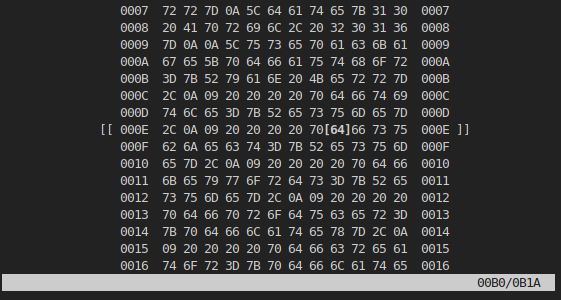 0007 72 72 7D 0A 5C 64 61 74 65 7B 31 30 0007
0008 20 41 70 72 69 6C 2C 20 32 30 31 36 0008
0009 7D 0A 0A 5C 75 73 65 70 61 63 6B 61 0009
000A 67 65 5B 70 64 66 61 75 74 68 6F 72 000A
000B 3D 7B 52 79 61 6E 20 4B 65 72 72 7D 000B
000C 2C 0A 09 20 20 20 20 70 64 66 74 69 000C
000D 74 6C 65 3D 7B 52 65 73 75 6D 65 7D 000D
[[ 000E 2C 0A 09 20 20 20 20 70[64]66 73 75 000E ]]
000F 62 6A 65 63 74 3D 7B 52 65 73 75 6D 000F
0010 65 7D 2C 0A 09 20 20 20 20 70 64 66 0010
0011 6B 65 79 77 6F 72 64 73 3D 7B 52 65 0011
0012 73 75 6D 65 7D 2C 0A 09 20 20 20 20 0012
0013 70 64 66 70 72 6F 64 75 63 65 72 3D 0013
0014 7B 70 64 66 6C 61 74 65 78 7D 2C 0A 0014
0015 09 20 20 20 20 70 64 66 63 72 65 61 0015
0016 74 6F 72 3D 7B 70 64 66 6C 61 74 65 0016
00B0/0B1A